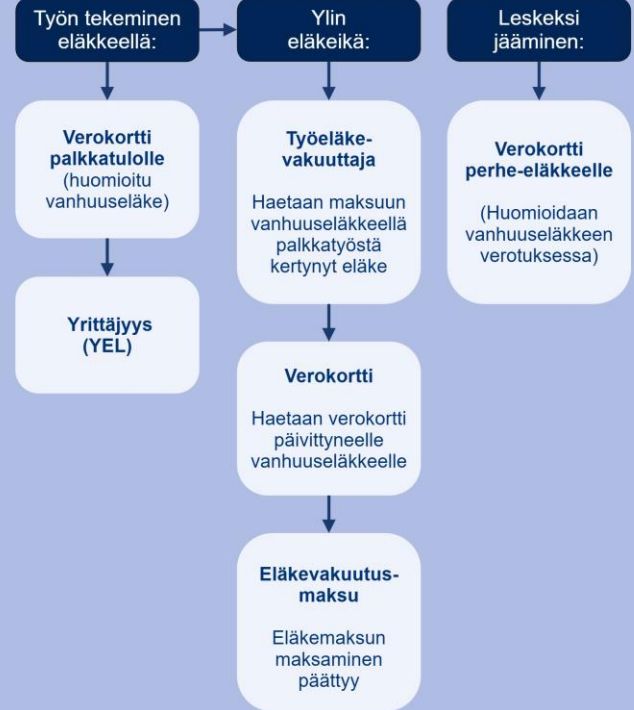 Työn tekeminen
eläkkeellä:
Verokortti
palkkatulolle
(huomioitu
vanhuuseläke)
Yrittäjyys
(YEL)
Ylin
eläkeikä:
Työeläke-
vakuuttaja
Haetaan maksuun
vanhuuseläkkeellä
palkkatyöstä
kertynyt eläke
Verokortti
Haetaan verokortti
päivittyneelle
vanhuuseläkkeelle
Eläkevakuutus-
maksu
Eläkemaksun
maksaminen
päättyy
Leskeksi
jääminen:
Verokortti
perhe-eläkkeelle
(Huomioidaan
vanhuuseläkkeen
verotuksessa)